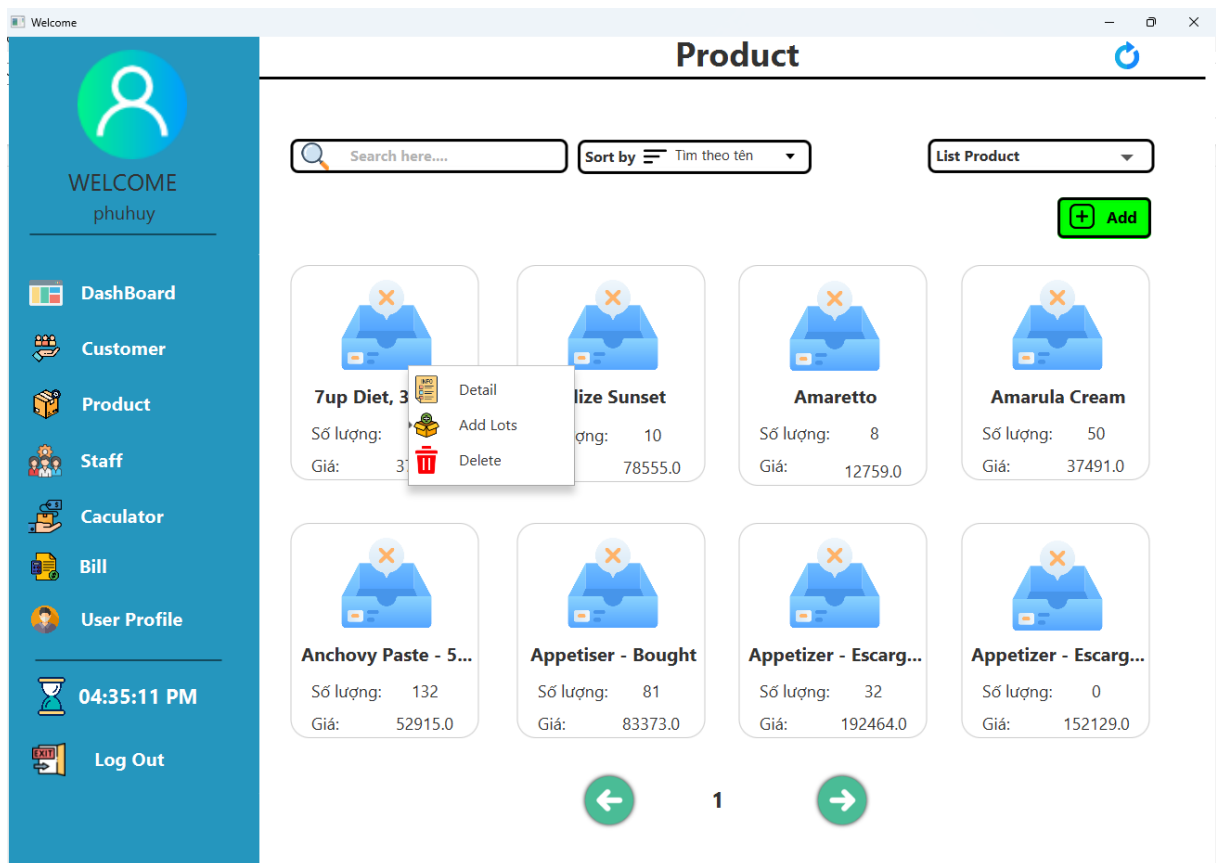 Welcome
Product
WELCOME
phuhuy
DashBoard
Customer
Product
Staff
Caculator
Bill
User Profile
04:35:11 PM
Log Out
Search here....
Sort by Tìm theo tên
List Product
Add
7up Diet, 3
lize Sunset
Amaretto
Amarula Cream
Số lượng:
ợng: 10
Số lượng: 8
Số lượng: 50
Giá: 37
78555.0
Giá: 12759.0
Giá: 37491.0
INFO
Detail
Add Lots
Delete
Anchovy Paste - 5...
Appetiser - Bought
Appetizer - Escarg...
Appetizer - Escarg...
Số lượng: 132
Số lượng: 81
Số lượng: 32
Số lượng: 0
Giá: 52915.0
Giá: 83373.0
Giá: 192464.0
Giá: 152129.0
EXIT
1